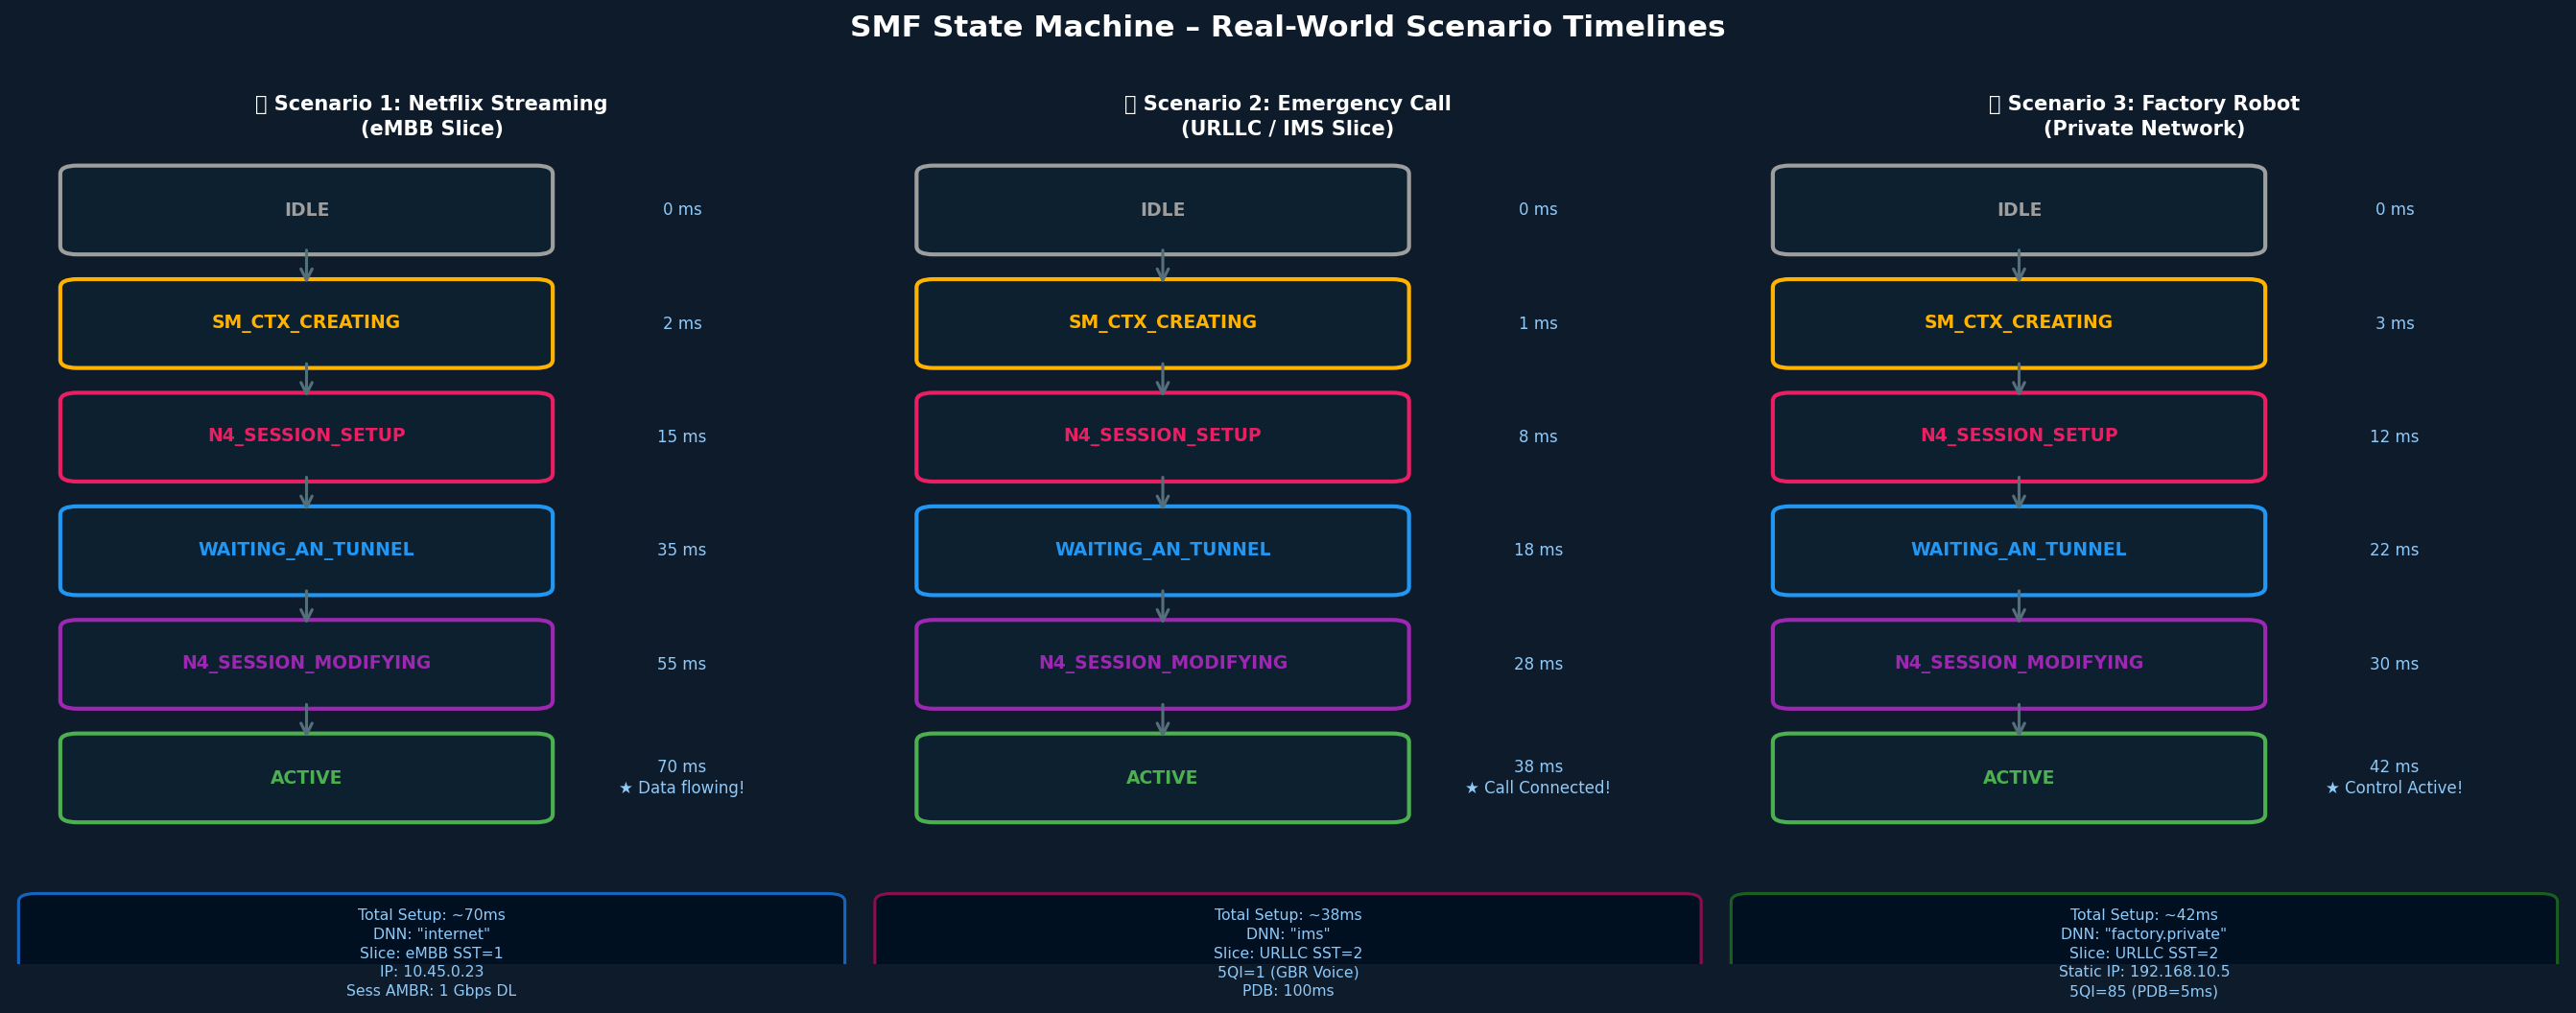 SMF State Machine – Real-World Scenario Timelines
Scenario 1: Netflix Streaming
(eMBB Slice)
IDLE
0 ms
SM_CTX_CREATING
2 ms
N4_SESSION_SETUP
15 ms
WAITING_AN_TUNNEL
35 ms
N4_SESSION_MODIFYING
55 ms
ACTIVE
70 ms
★ Data flowing!
Total Setup: ~70ms
DNN: "internet"
Slice: eMBB SST=1
IP: 10.45.0.23
Sess AMBR: 1 Gbps DL
Scenario 2: Emergency Call
(URLLC / IMS Slice)
IDLE
0 ms
SM_CTX_CREATING
1 ms
N4_SESSION_SETUP
8 ms
WAITING_AN_TUNNEL
18 ms
N4_SESSION_MODIFYING
28 ms
ACTIVE
38 ms
★ Call Connected!
Total Setup: ~38ms
DNN: "ims"
Slice: URLLC SST=2
5QI=1 (GBR Voice)
PDB: 100ms
Scenario 3: Factory Robot
(Private Network)
IDLE
0 ms
SM_CTX_CREATING
3 ms
N4_SESSION_SETUP
12 ms
WAITING_AN_TUNNEL
22 ms
N4_SESSION_MODIFYING
30 ms
ACTIVE
42 ms
★ Control Active!
Total Setup: ~42ms
DNN: "factory.private"
Slice: URLLC SST=2
Static IP: 192.168.10.5
5QI=85 (PDB=5ms)